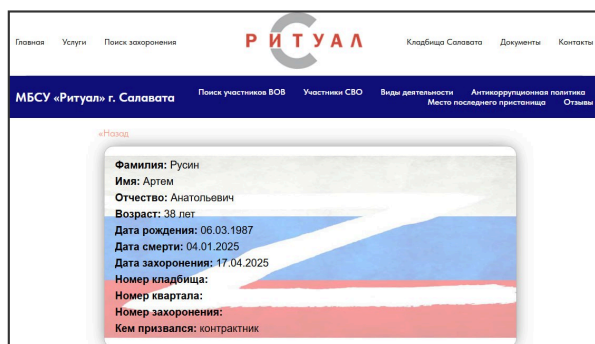 Главная Услуги Поиск захоронения РИТУАЛ Кладбища Салавата Документы Контакты
МБСУ «Ритуал» г. Салавата Поиск участников ВОВ Участники СВО Виды деятельности Антикоррупционная политика
Место последнего пристанища Отзывы
«Назад
Фамилия: Русин
Имя: Артем
Отчество: Анатольевич
Возраст: 38 лет
Дата рождения: 06.03.1987
Дата смерти: 04.01.2025
Дата захоронения: 17.04.2025
Номер кладбища:
Номер квартала:
Номер захоронения:
Кем призвался: контрактник